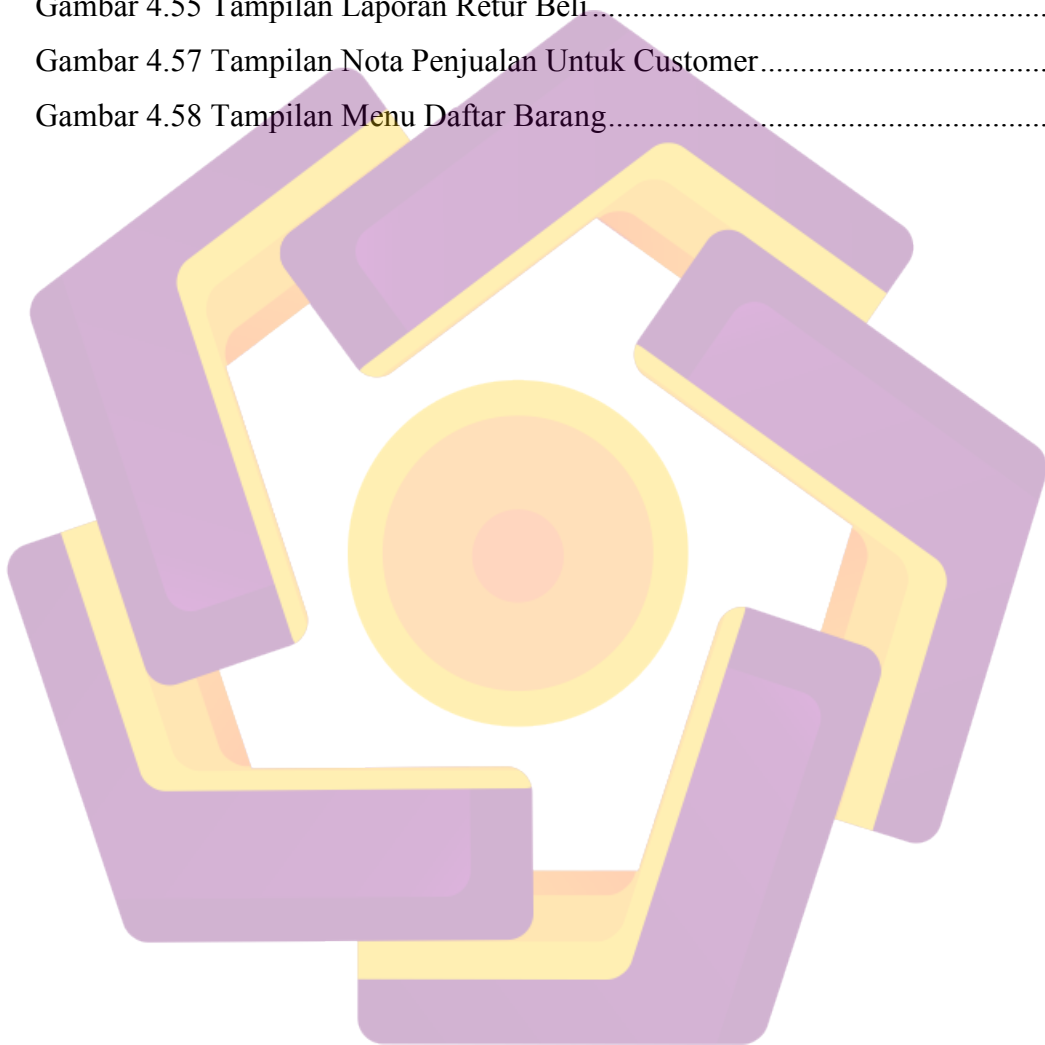 Gambar 4.55 Tampilan Laporan Retur Beli..........................................................
Gambar 4.57 Tampilan Nota Penjualan Untuk Customer....................................
Gambar 4.58 Tampilan Menu Daftar Barang.......................................................